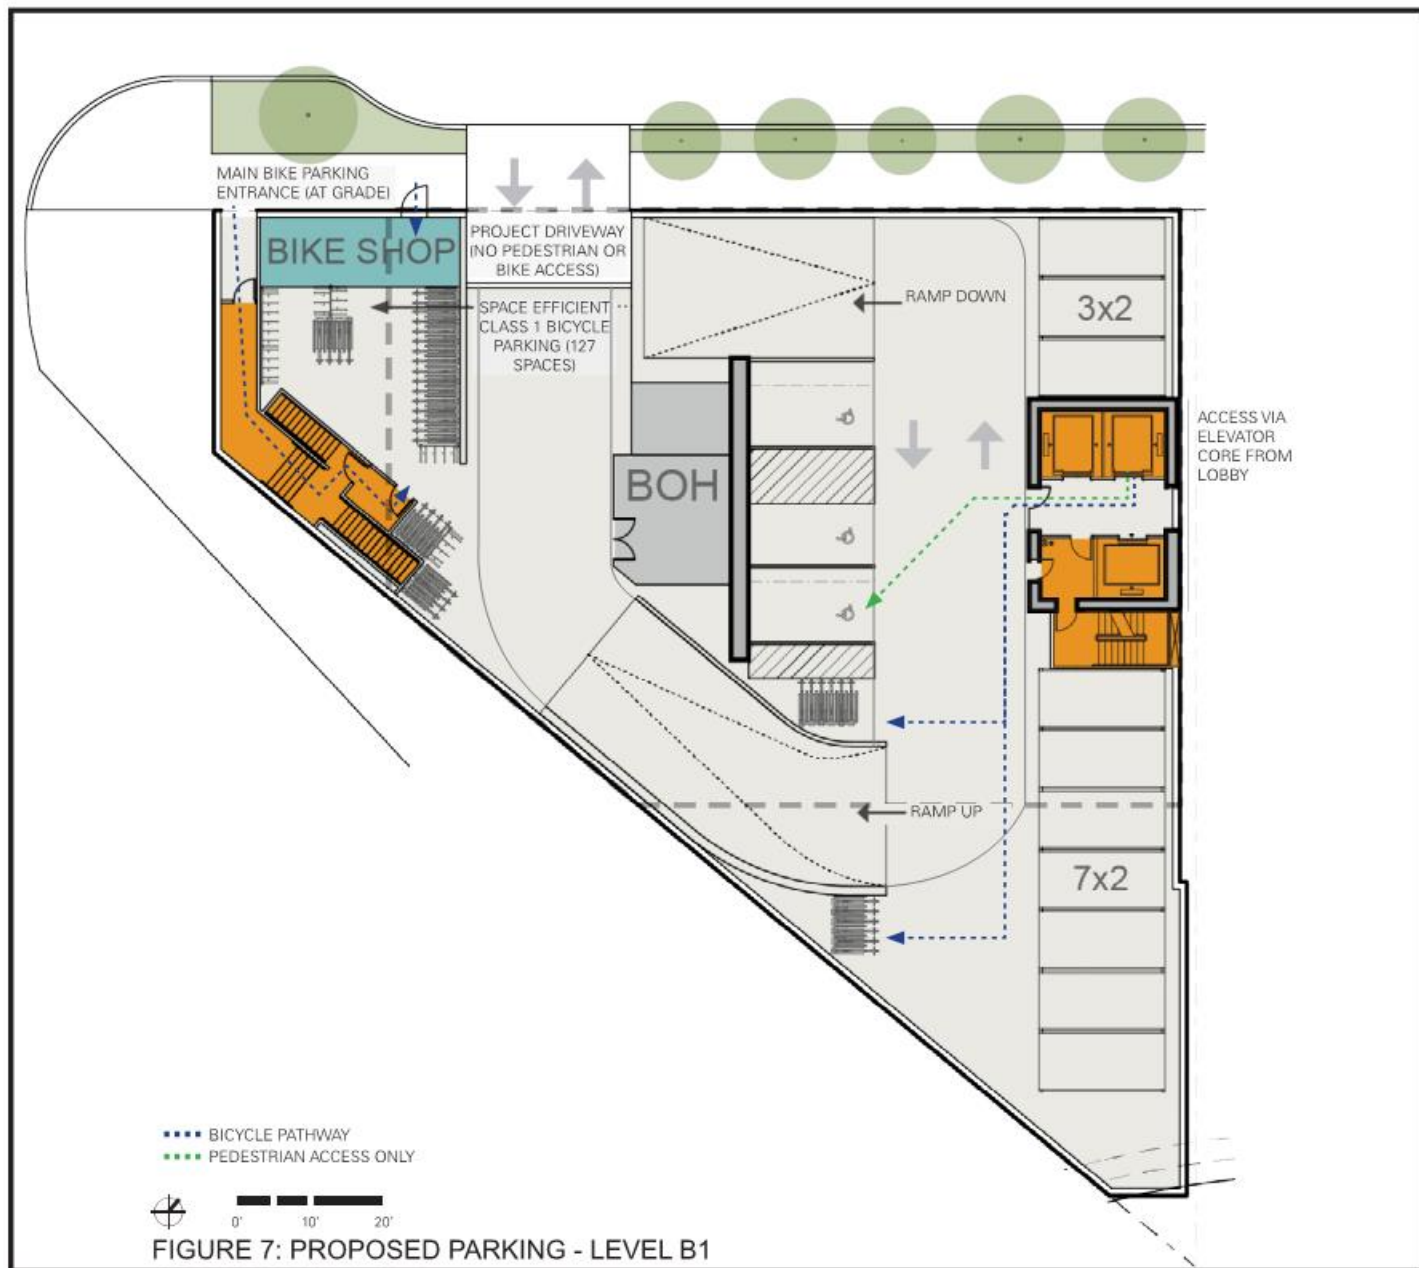 MAIN BIKE PARKING
ENTRANCE (AT GRADE)
BIKE SHOP
PROJECT DRIVEWAY
(NO PEDESTRIAN OR
BIKE ACCESS)
SPACE EFFICIENT
CLASS 1 BICYCLE
PARKING (127
SPACES)
RAMP DOWN
3x2
ACCESS VIA
ELEVATOR
CORE FROM
LOBBY
BOH
RAMP UP
7x2
BICYCLE PATHWAY
PEDESTRIAN ACCESS ONLY
0' 10' 20'
FIGURE 7: PROPOSED PARKING - LEVEL B1